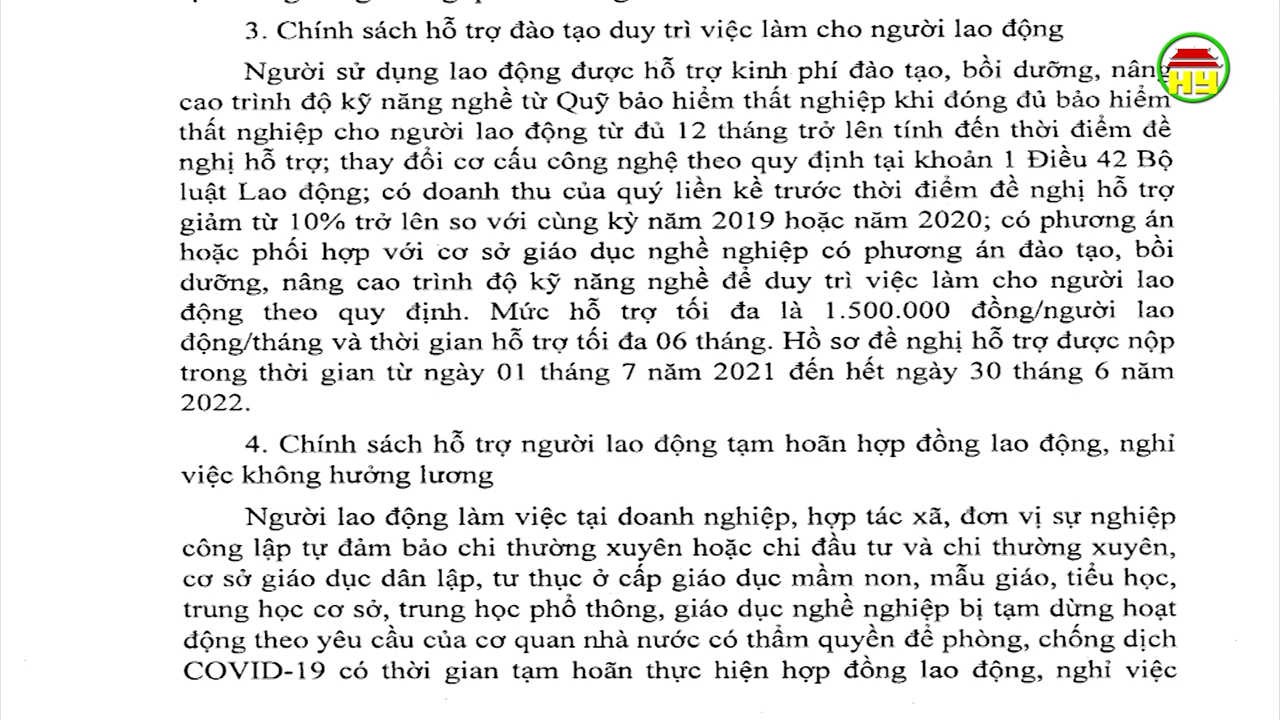 3. Chính sách hỗ trợ đào tạo duy trì việc làm cho người lao động
Người sử dụng lao động được hỗ trợ kinh phí đào tạo, bồi dưỡng, nâng
cao trình độ kỹ năng nghề từ Quỹ bảo hiểm thất nghiệp khi đóng đủ bảo hiểm
thất nghiệp cho người lao động từ đủ 12 tháng trở lên tính đến thời điểm đề
nghị hỗ trợ; thay đổi cơ cấu công nghệ theo quy định tại khoản 1 Điều 42 Bộ
luật Lao động; có doanh thu của quý liền kề trước thời điểm đề nghị hỗ trợ
giảm từ 10% trở lên so với cùng kỳ năm 2019 hoặc năm 2020; có phương án
hoặc phối hợp với cơ sở giáo dục nghề nghiệp có phương án đào tạo, bồi
dưỡng, nâng cao trình độ kỹ năng nghề để duy trì việc làm cho người lao
động theo quy định. Mức hỗ trợ tối đa là 1.500.000 đồng/người lao
động/tháng và thời gian hỗ trợ tối đa 06 tháng. Hồ sơ đề nghị hỗ trợ được nộp
trong thời gian từ ngày 01 tháng 7 năm 2021 đến hết ngày 30 tháng 6 năm
2022.
4. Chính sách hỗ trợ người lao động tạm hoãn hợp đồng lao động, nghỉ
việc không hưởng lương
Người lao động làm việc tại doanh nghiệp, hợp tác xã, đơn vị sự nghiệp
công lập tự đảm bảo chi thường xuyên hoặc chi đầu tư và chi thường xuyên,
cơ sở giáo dục dân lập, tư thục ở cấp giáo dục mầm non, mẫu giáo, tiểu học,
trung học cơ sở, trung học phổ thông, giáo dục nghề nghiệp bị tạm dừng hoạt
động theo yêu cầu của cơ quan nhà nước có thẩm quyền để phòng, chống dịch
COVID-19 có thời gian tạm hoãn thực hiện hợp đồng lao động, nghỉ việc
HY